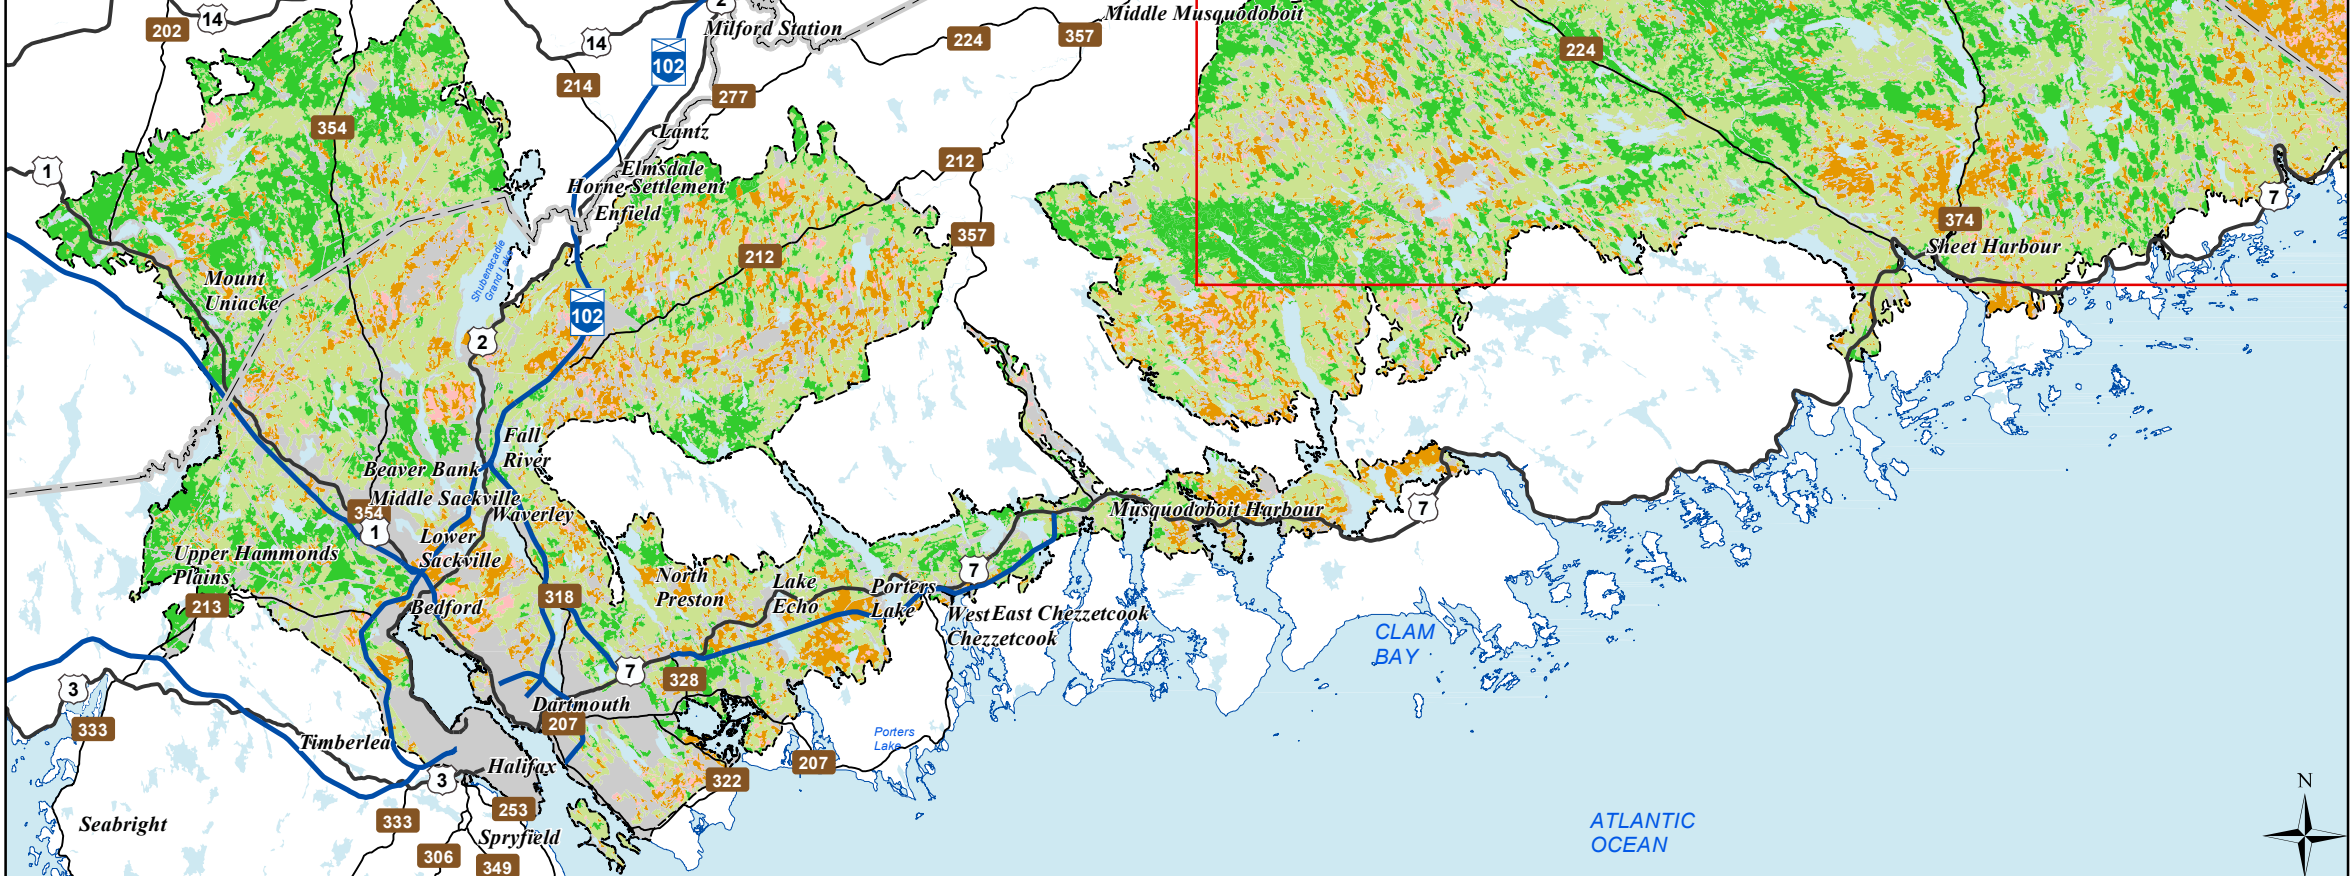 202
14
2
Milford Station
14
102
214
224
357
Middle Musquodoboit
224
277
354
Lantz
1
Elmsdale
Horne Settlement
Enfield
212
357
212
7
374
Sheet Harbour
Mount
Uniacke
Shubenacadie
Grand Lake
102
2
Fall
River
Beaver Bank
Middle Sackville
Waverley
354
1
Lower
Sackville
Musquodoboit Harbour
7
Upper Hammonds
Plains
213
Bedford
318
North
Preston
Lake
Echo
Porters
Lake
7
West
Chezzetcook
East Chezzetcook
CLAM
BAY
3
333
7
328
Dartmouth
207
Timberlea
Halifax
3
Porters
Lake
207
322
253
Spryfield
333
306
349
Seabright
ATLANTIC
OCEAN
N